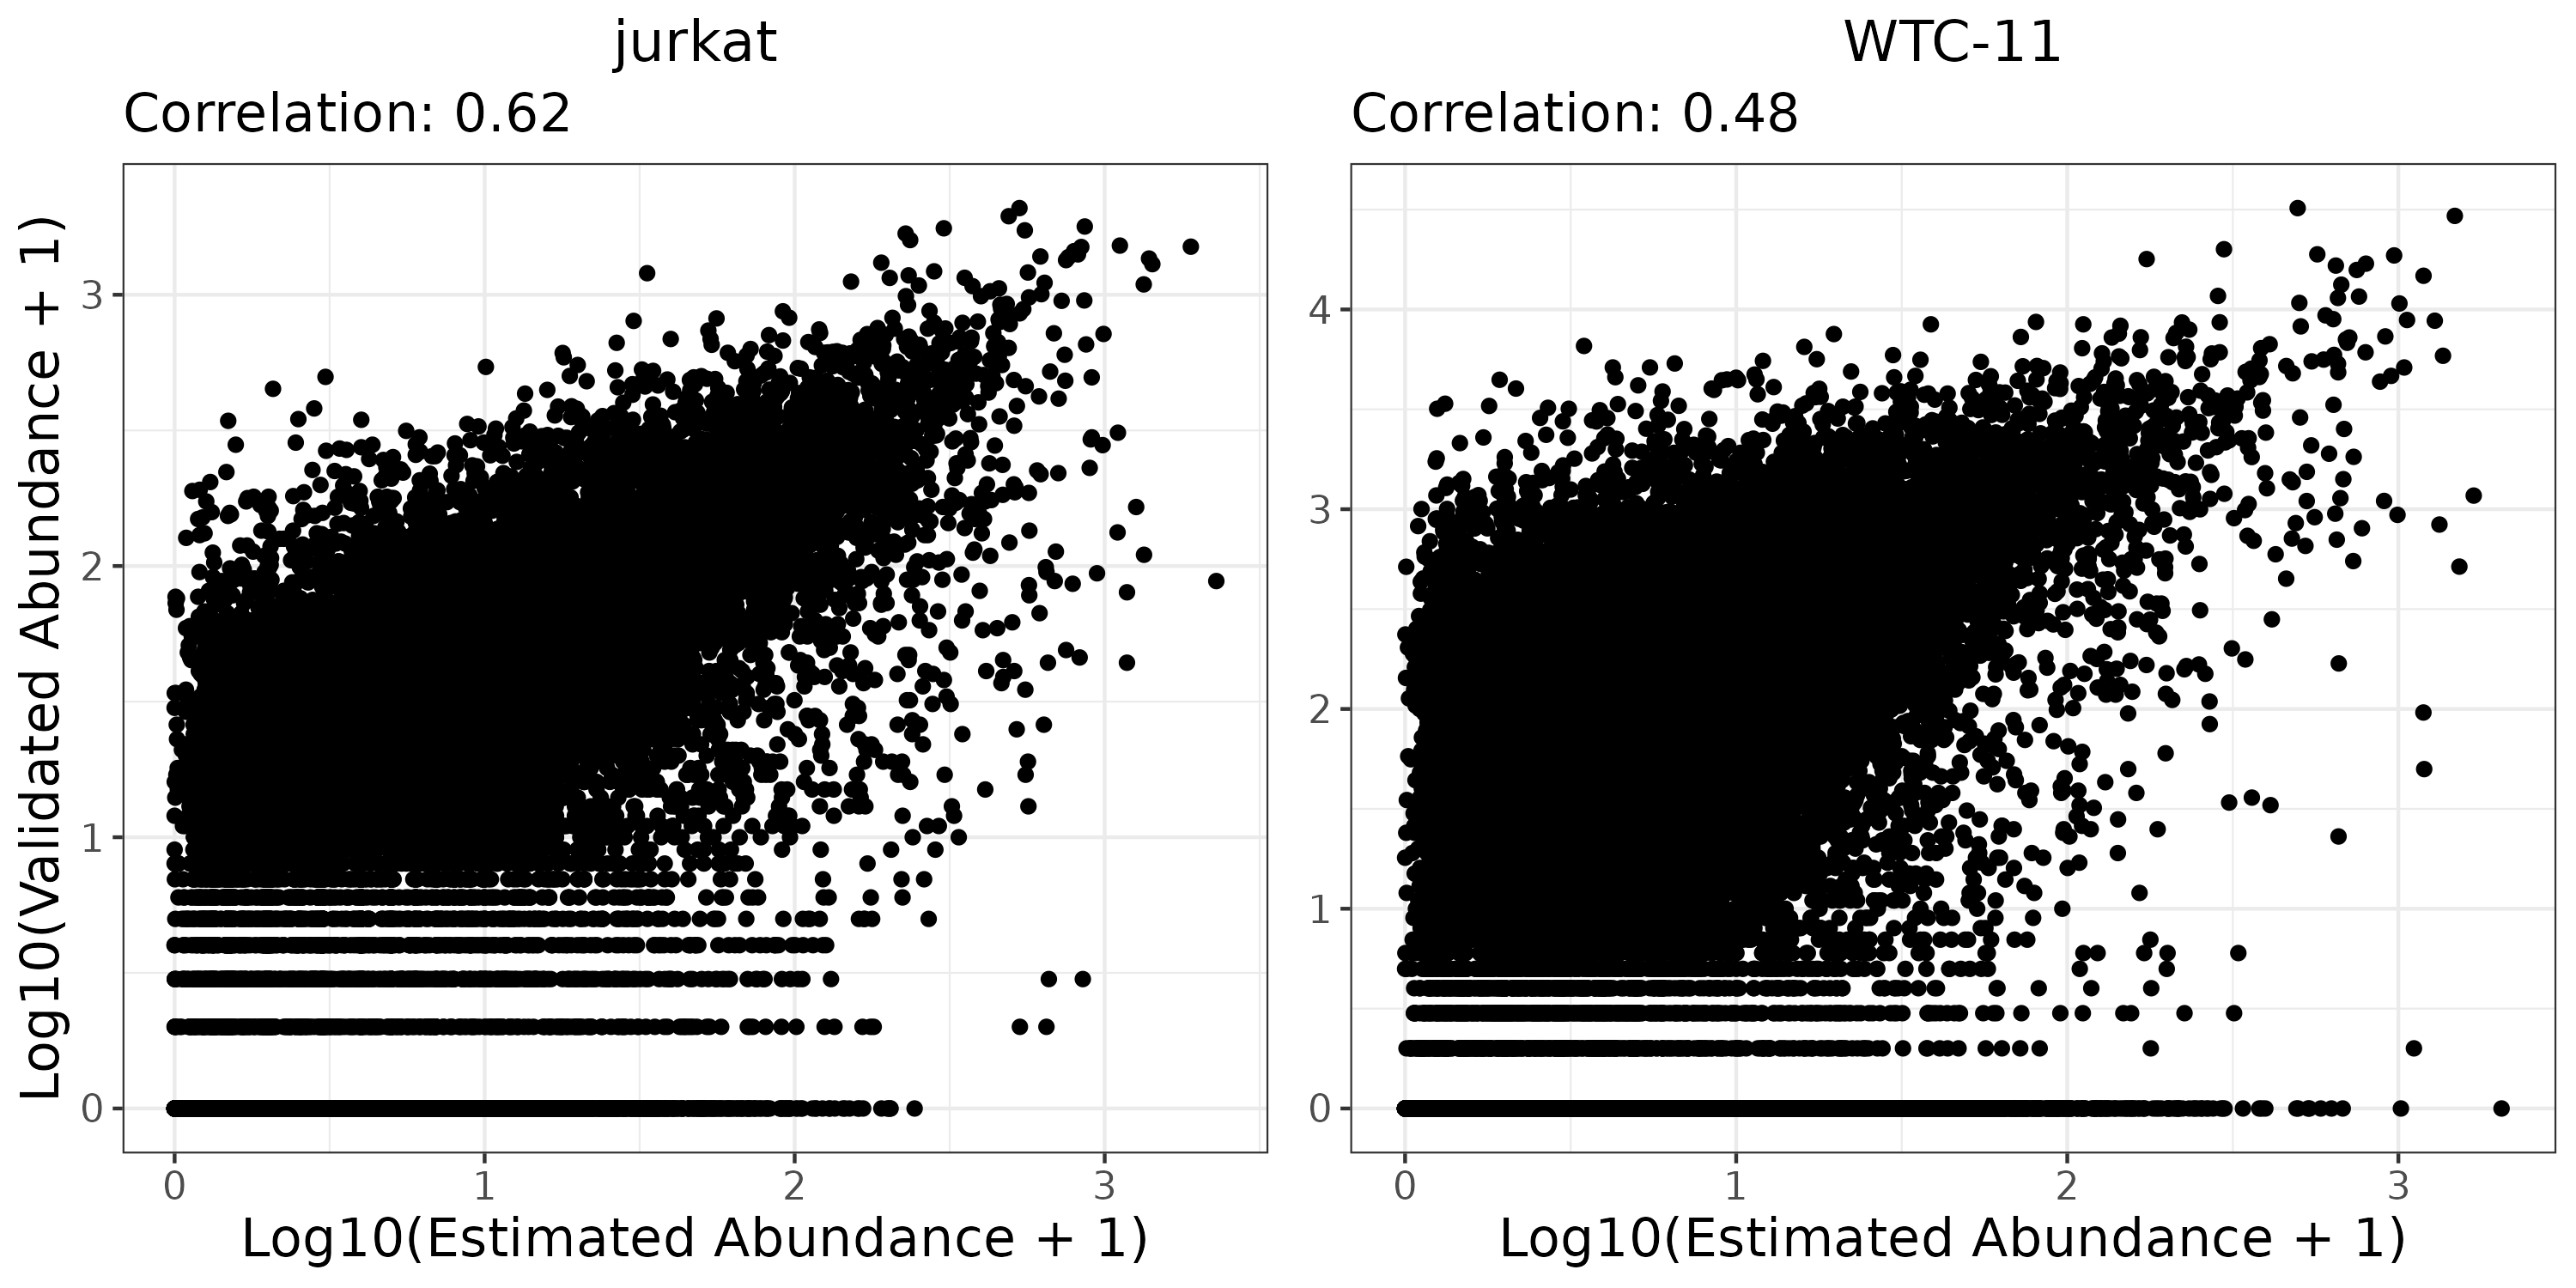 jurkat
Correlation: 0.62
Log10(Validated Abundance + 1)
3
2
1
0
0 1 2 3
Log10(Estimated Abundance + 1)
WTC-11
Correlation: 0.48
4
3
2
1
0
0 1 2 3
Log10(Estimated Abundance + 1)